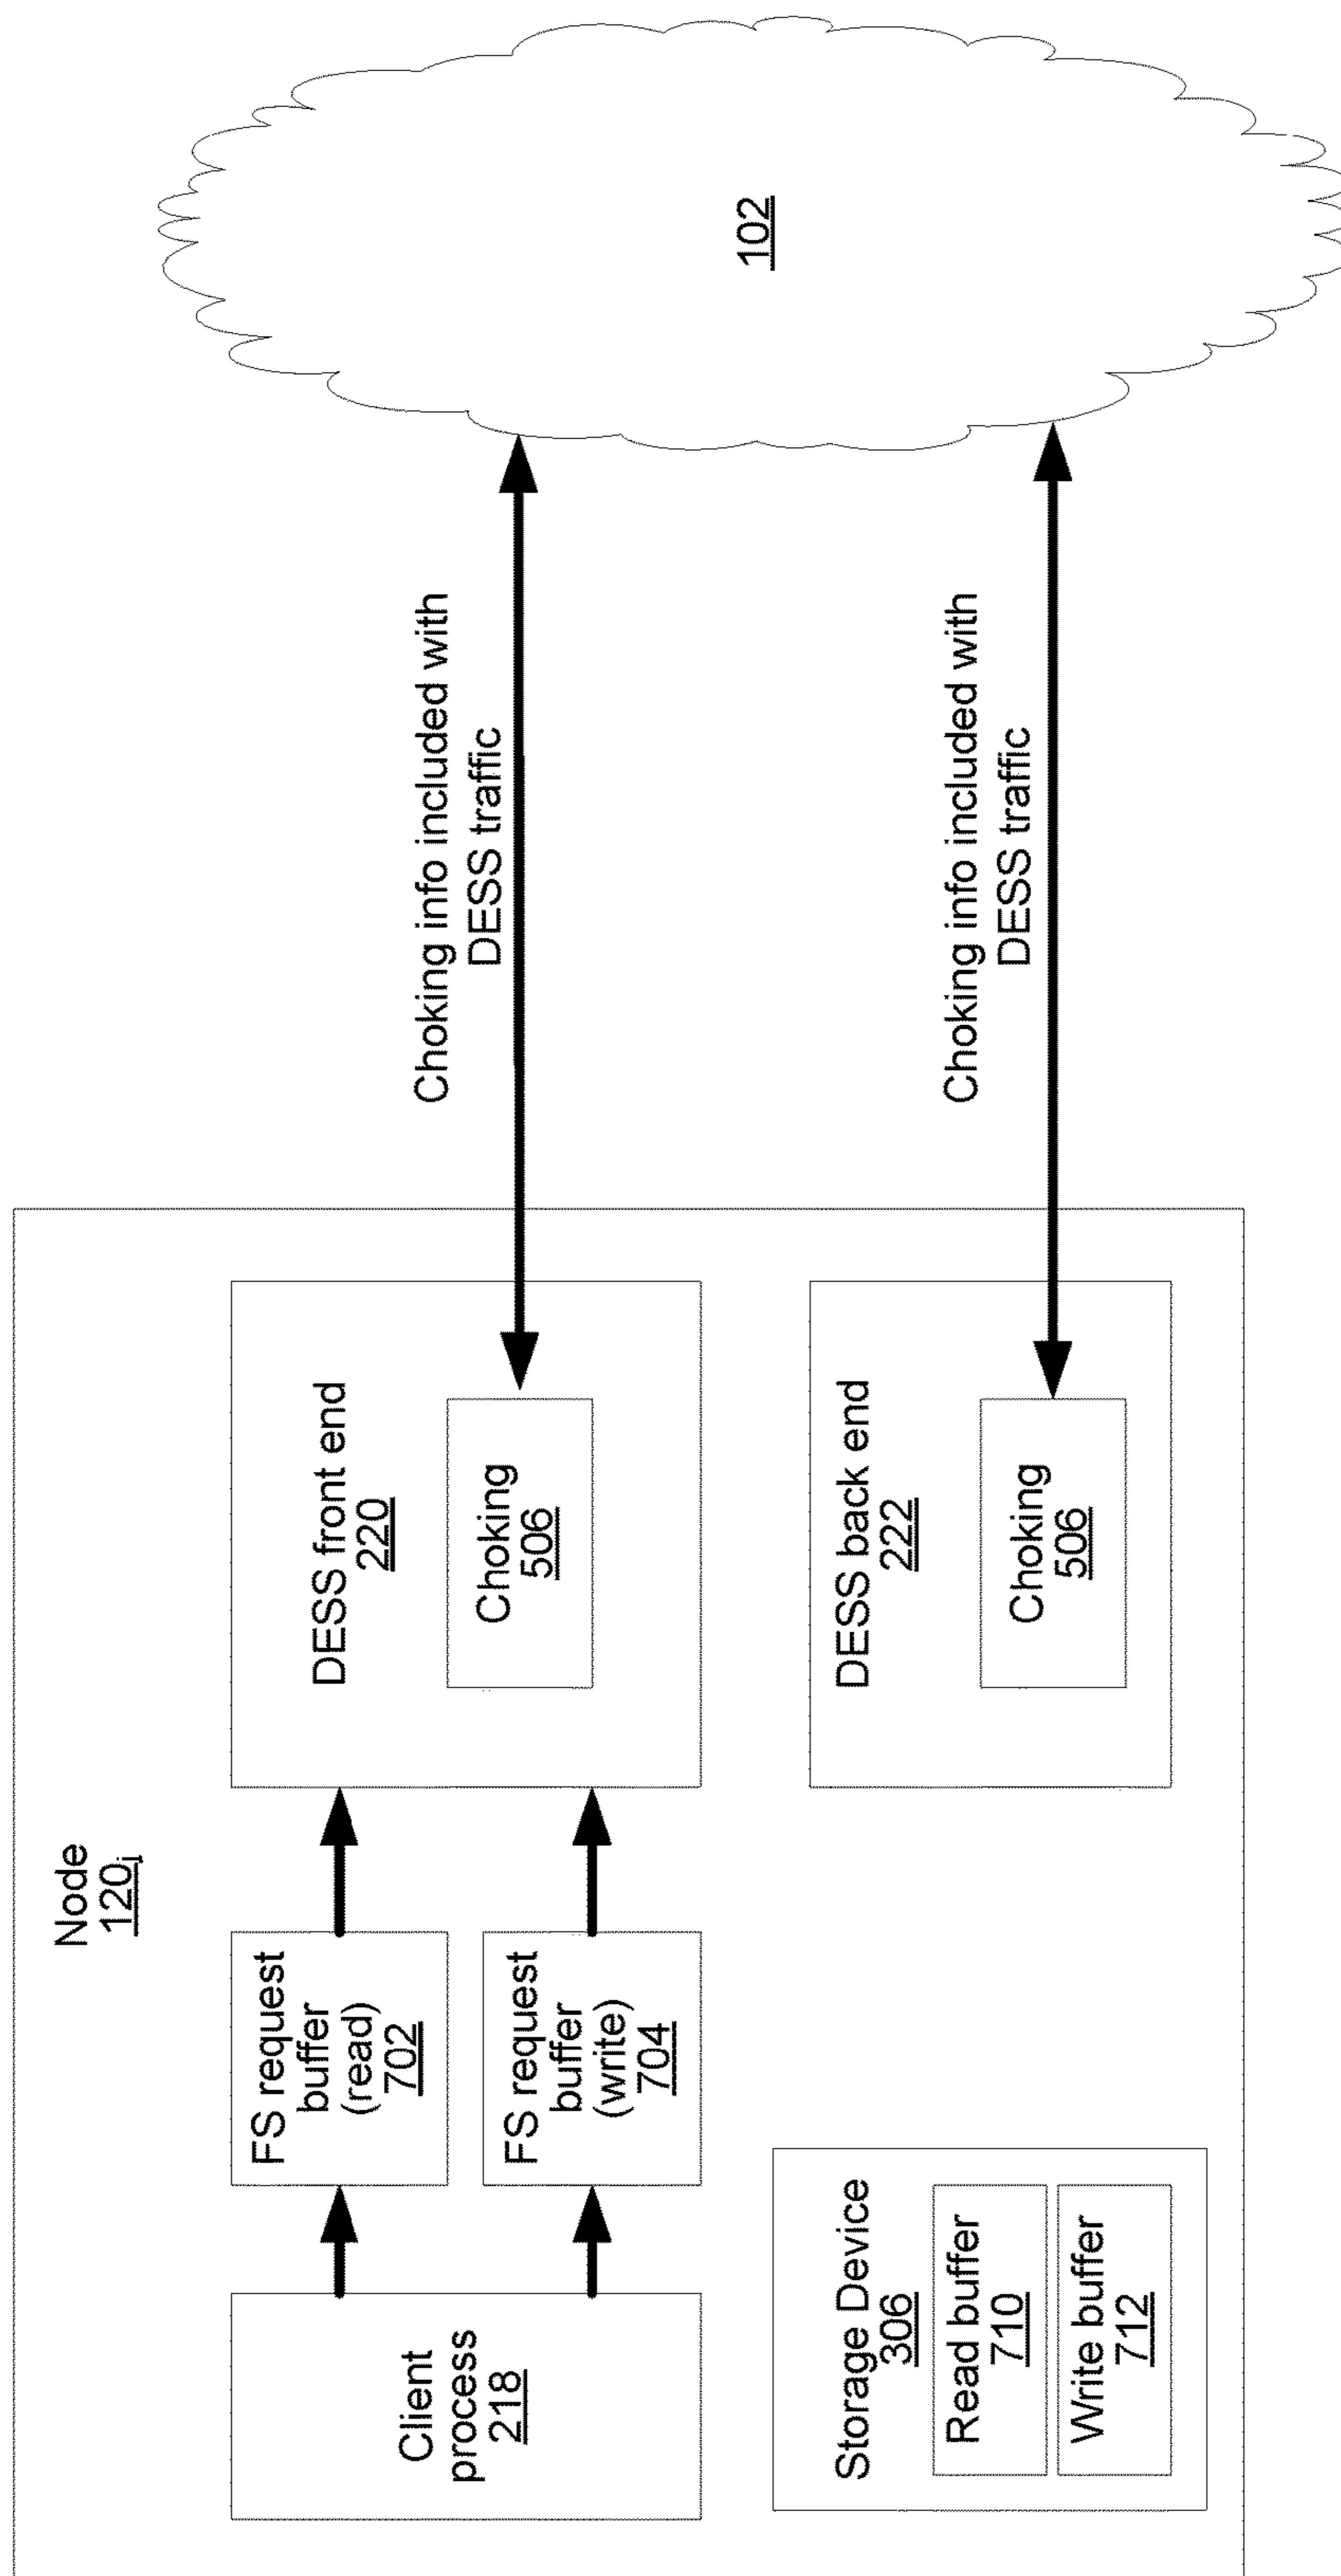 Node
120i
Client
process
218
FS request
buffer
(read)
702
FS request
buffer
(write)
704
DESS front end
220
Choking
506
Storage Device
306
Read buffer
710
Write buffer
712
DESS back end
222
Choking
506
Choking info included with
DESS traffic
Choking info included with
DESS traffic
102